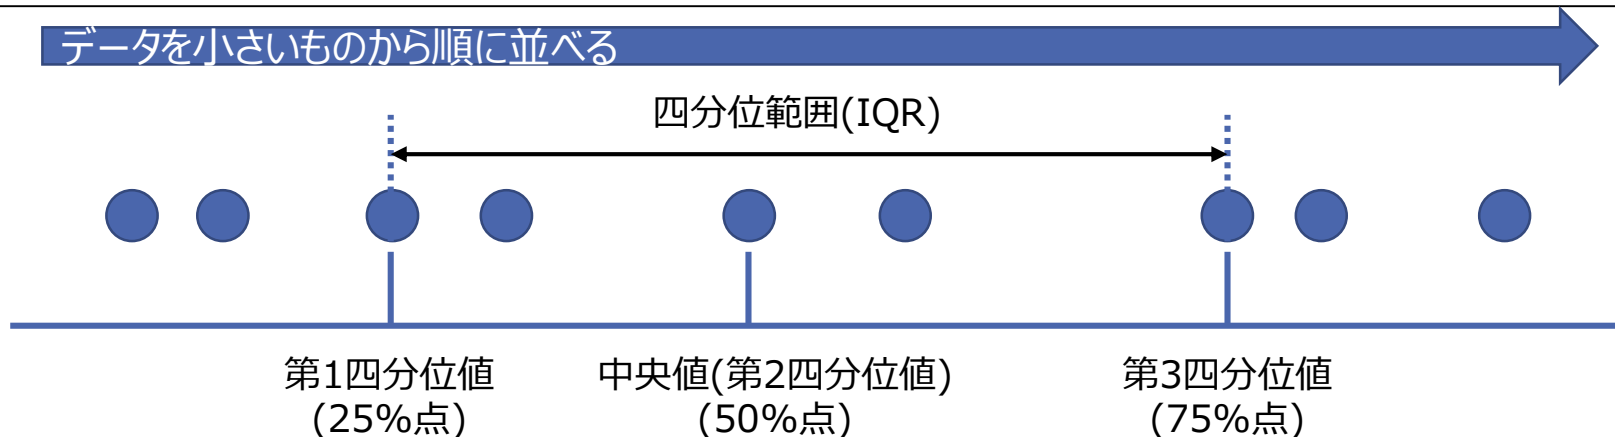 データを小さいものから順に並べる
四分位範囲(IQR)
第1四分位値
(25%点)
中央値(第2四分位値)
(50%点)
第3四分位値
(75%点)